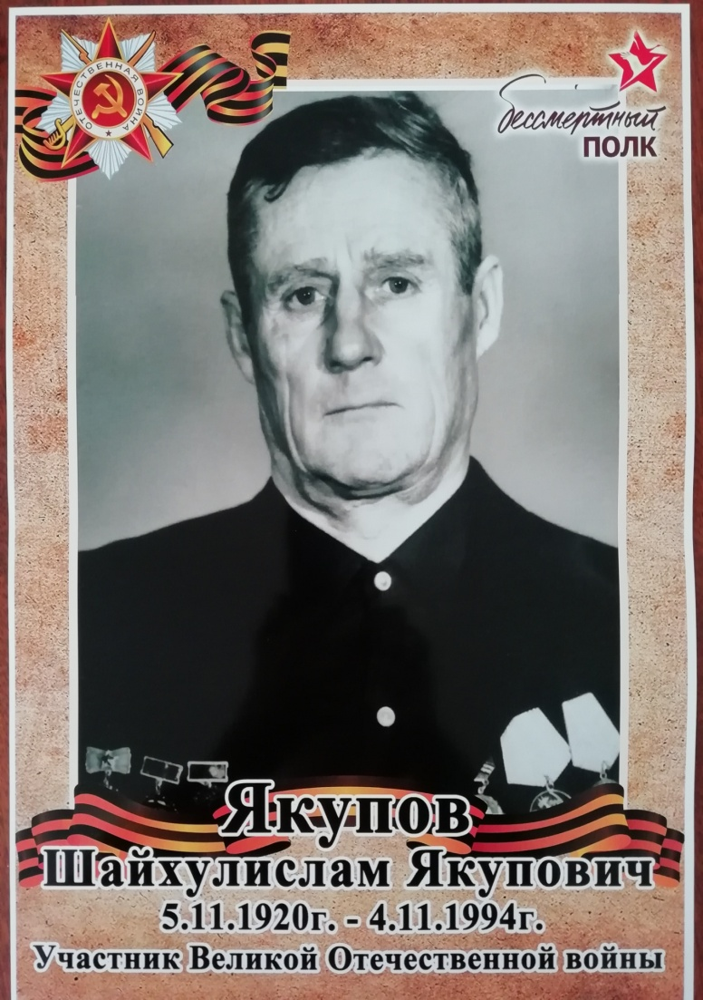 ОТЕЧЕСТВЕННАЯ ВОЙНА
бессмертный
ПОЛК
Якупов
Шайхулислам Якупович
5.11.1920г. - 4.11.1994г.
Участник Великой Отечественной войны